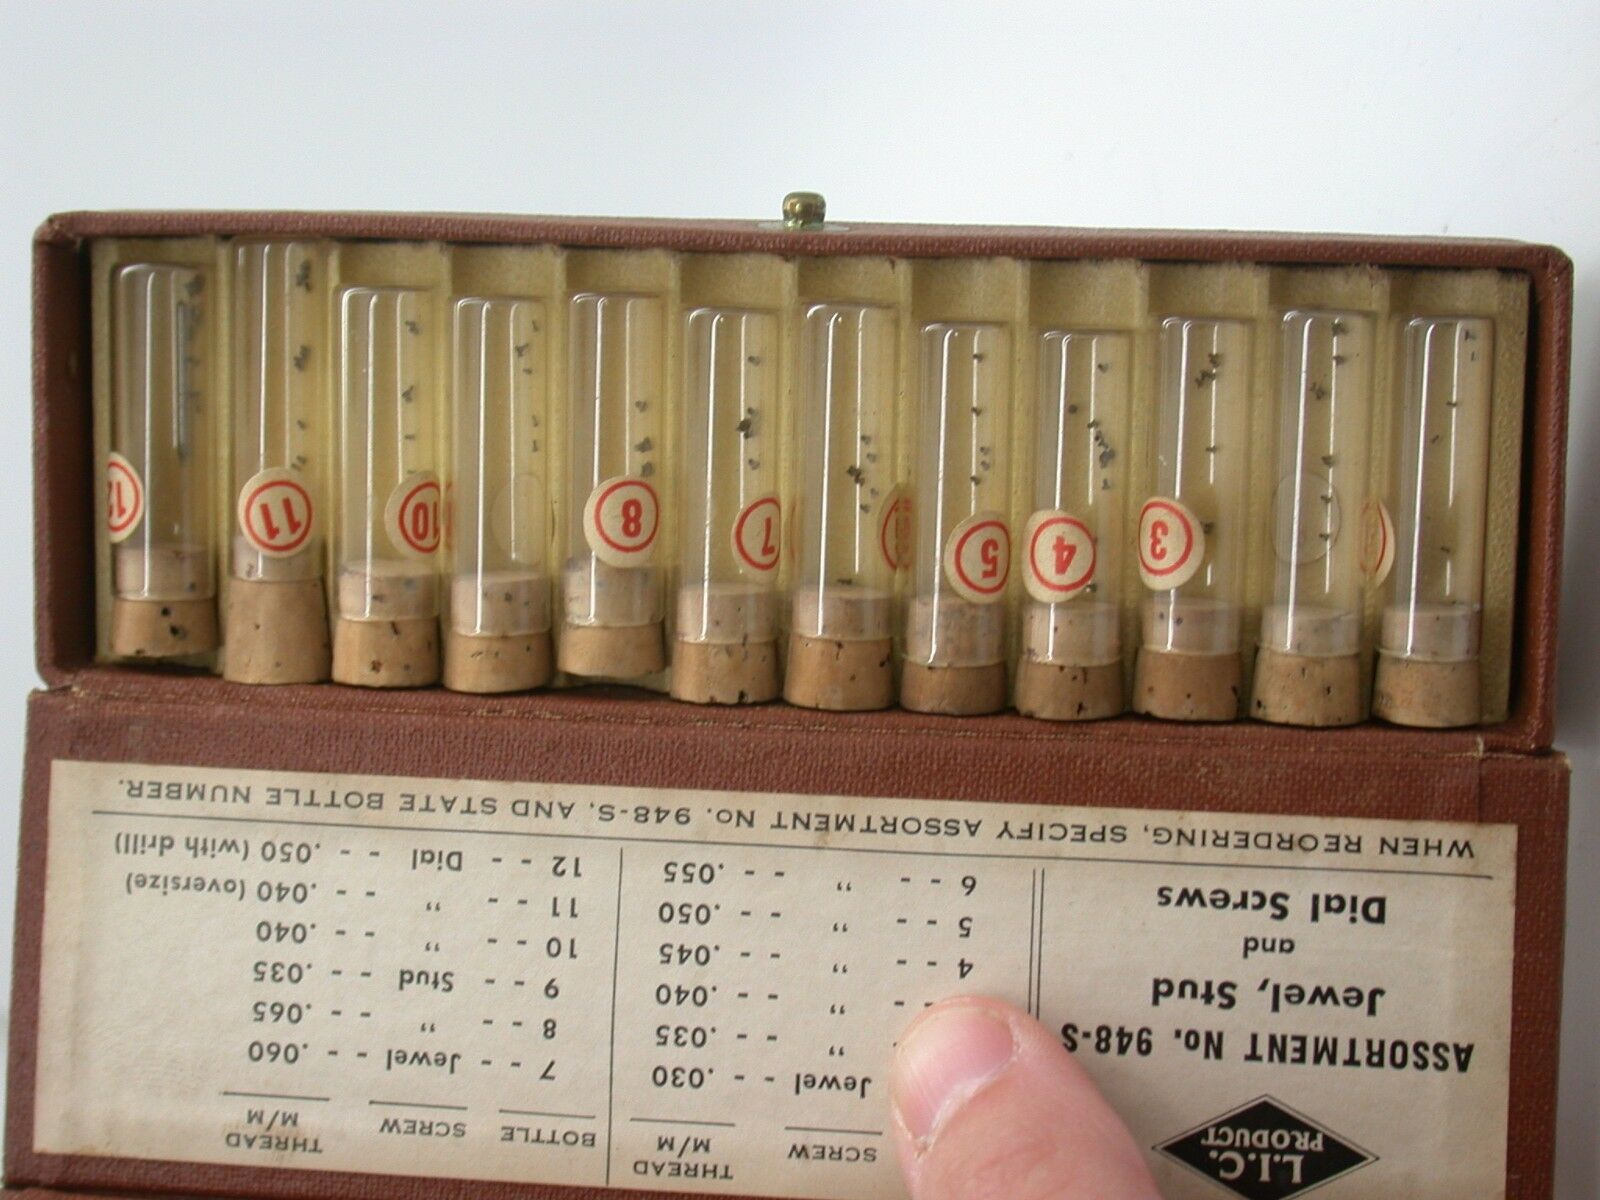 L.I.C.
PRODUCT
ASSORTMENT No. 948-S
Jewel, Stud
and
Dial Screws
SCREW THREAD M/M
Jewel - - .030
" - - .035
- " - - .040
4 - - " - - .045
5 - - " - - .050
6 - - " - - .055
BOTTLE SCREW THREAD M/M
7 - - Jewel - - .060
8 - - " - - .065
9 - - Stud - - .035
10 - - " - - .040
11 - - " - - .040 (oversize)
12 - - Dial - - .050 (with drill)
WHEN REORDERING, SPECIFY ASSORTMENT No. 948-S, AND STATE BOTTLE NUMBER.
3
4
5
7
8
10
11
12